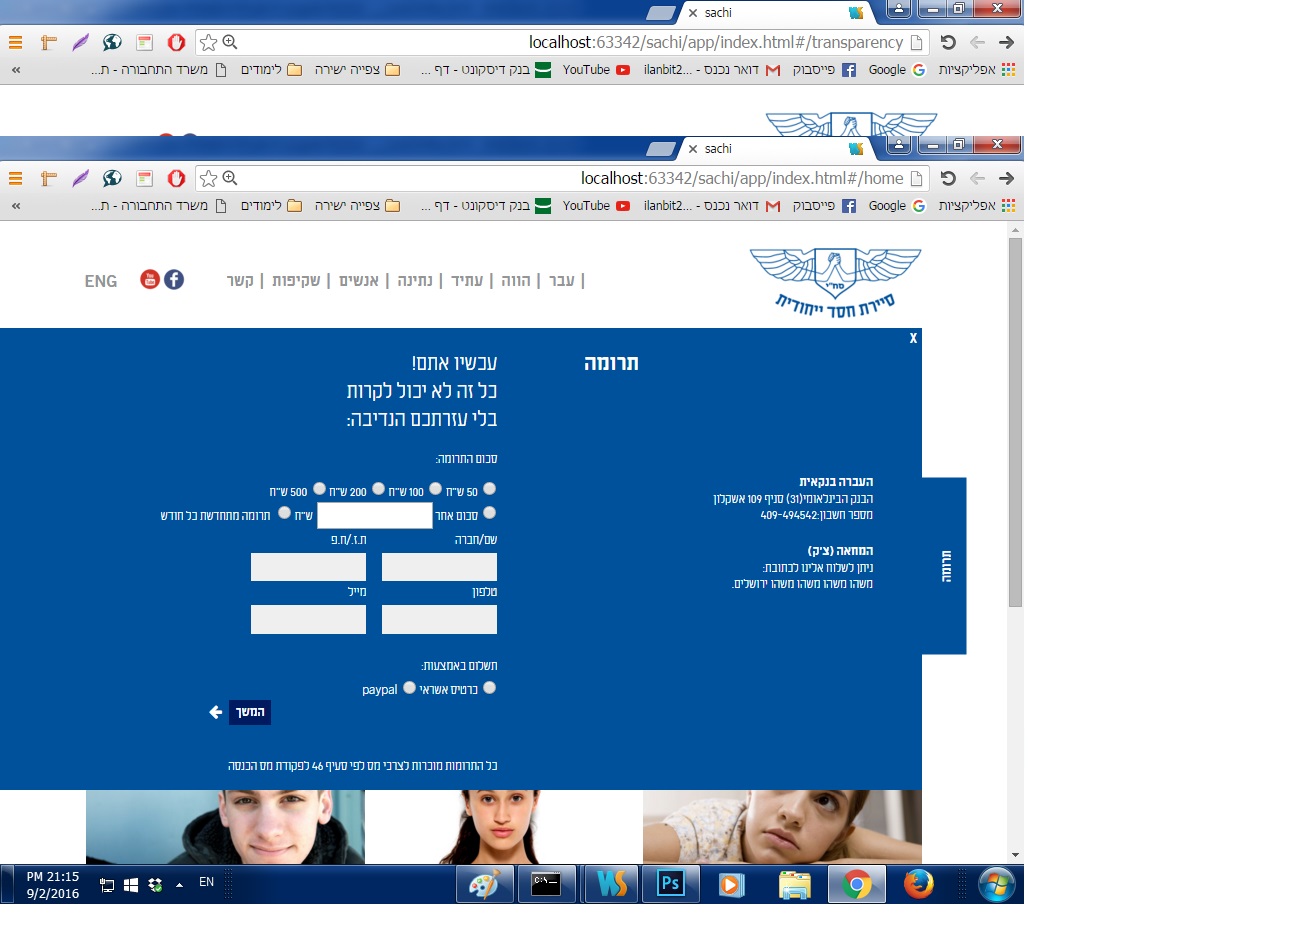 sachi
localhost:63342/sachi/app/index.html#/transparency
אפליקציות Google פייסבוק דואר נכנס - ilanbit2... YouTube בנק דיסקונט - דף ... צפייה ישירה לימודים משרד התחבורה - ת... »
sachi
localhost:63342/sachi/app/index.html#/home
אפליקציות Google פייסבוק דואר נכנס - ilanbit2... YouTube בנק דיסקונט - דף ... צפייה ישירה לימודים משרד התחבורה - ת... »
סח"י
סיירת חסד ייחודית
| עבר | הווה | עתיד | נתינה | אנשים | שקיפות | קשר
You Tube
ENG
X
תרומה
העברה בנקאית
הבנק הבינלאומי(31) סניף 109 אשקלון
מספר חשבון:409-494542
המחאה (צ'ק)
ניתן לשלוח אלינו לכתובת:
משהו משהו משהו משהו ירושלים.
תרומה
עכשיו אתם!
כל זה לא יכול לקרות
בלי עזרתכם הנדיבה:
סכום התרומה:
50 ש"ח 100 ש"ח 200 ש"ח 500 ש"ח
סכום אחר ש"ח תרומה מתחדשת כל חודש
שם/חברה ת.ז./ח.פ
טלפון מייל
תשלום באמצעות:
כרטיס אשראי paypal
המשך
כל התרומות מוכרות לצרכי מס לפי סעיף 46 לפקודת מס הכנסה
C:\
WS
Ps
EN
PM 21:15
9/2/2016